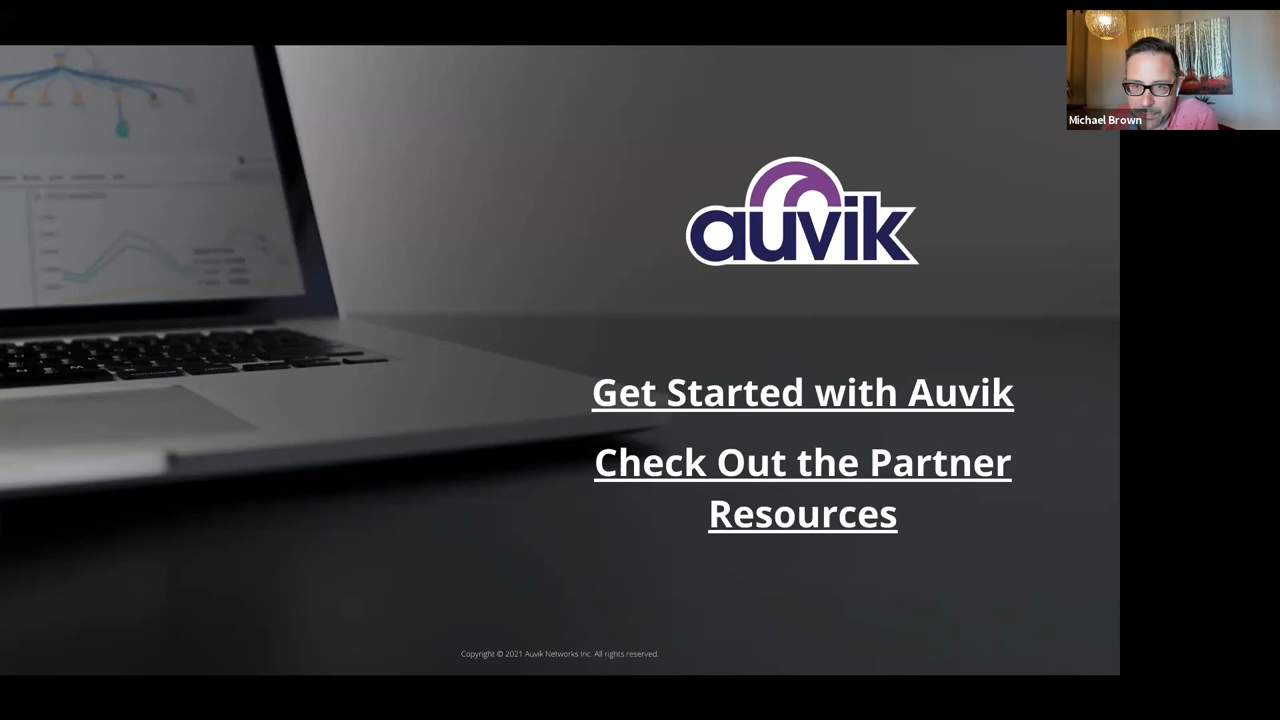 Michael Brown
auvik
Get Started with Auvik
Check Out the Partner
Resources
Copyright © 2021 Auvik Networks Inc. All rights reserved.